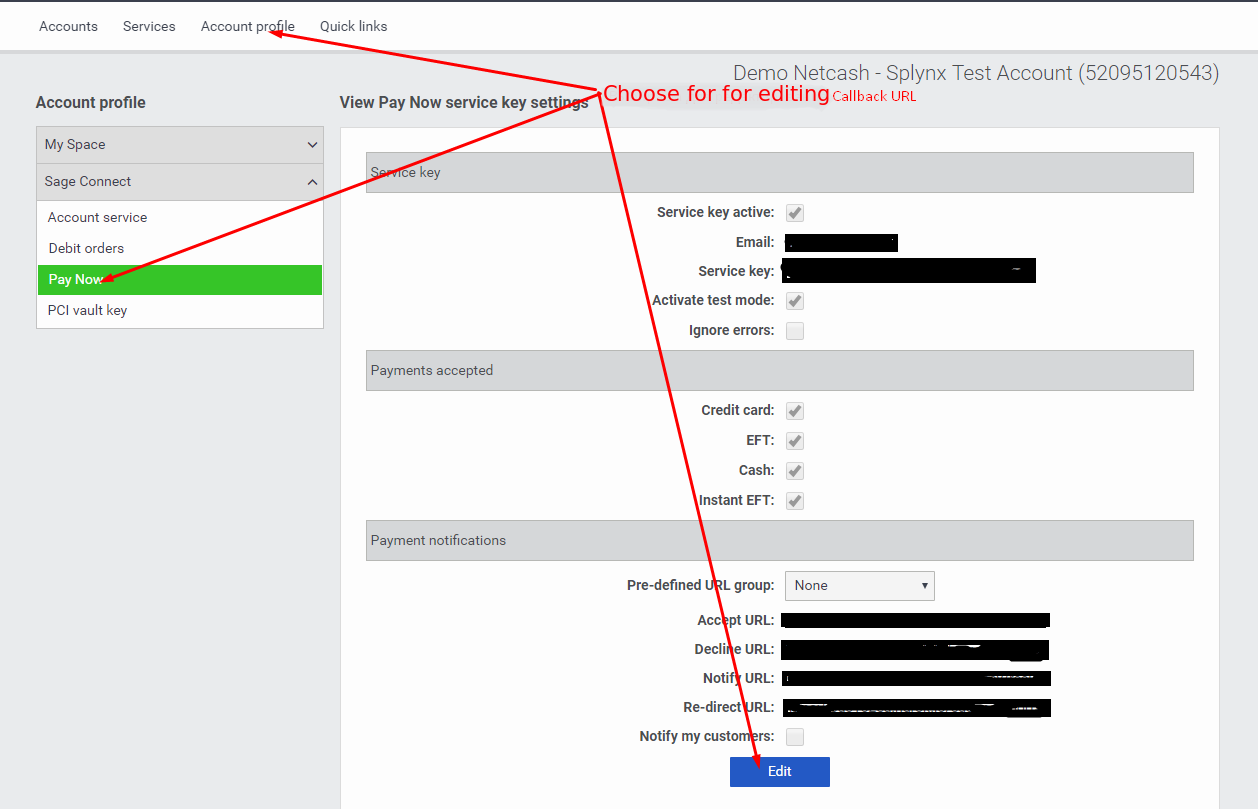 Accounts Services Account profile Quick links
Demo Netcash - Splynx Test Account (52095120543)
Choose for for editing Callback URL
Account profile
View Pay Now service key settings
My Space
Sage Connect
Account service
Debit orders
Pay Now
PCI vault key
Service key
Service key active:
Email:
Service key:
Activate test mode:
Ignore errors:
Payments accepted
Credit card:
EFT:
Cash:
Instant EFT:
Payment notifications
Pre-defined URL group: None
Accept URL:
Decline URL:
Notify URL:
Re-direct URL:
Notify my customers:
Edit